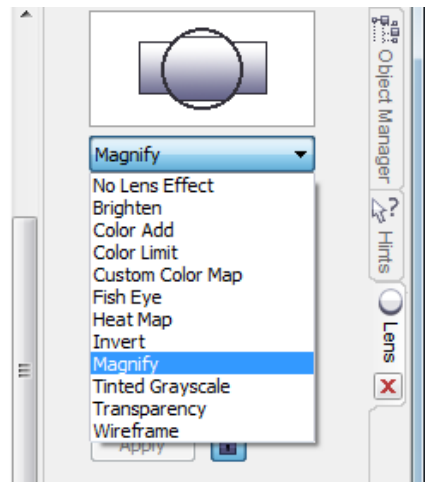 Magnify
No Lens Effect
Brighten
Color Add
Color Limit
Custom Color Map
Fish Eye
Heat Map
Invert
Magnify
Tinted Grayscale
Transparency
Wireframe
Apply
Object Manager
Hints
Lens